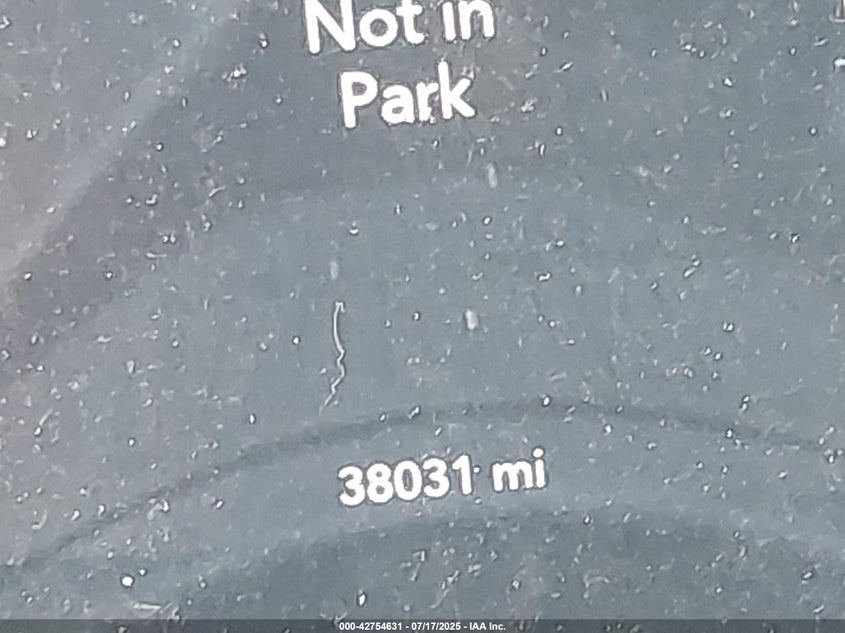 Not in
Park
38031 mi
000-42754631 - 07/17/2025 - IAA Inc.